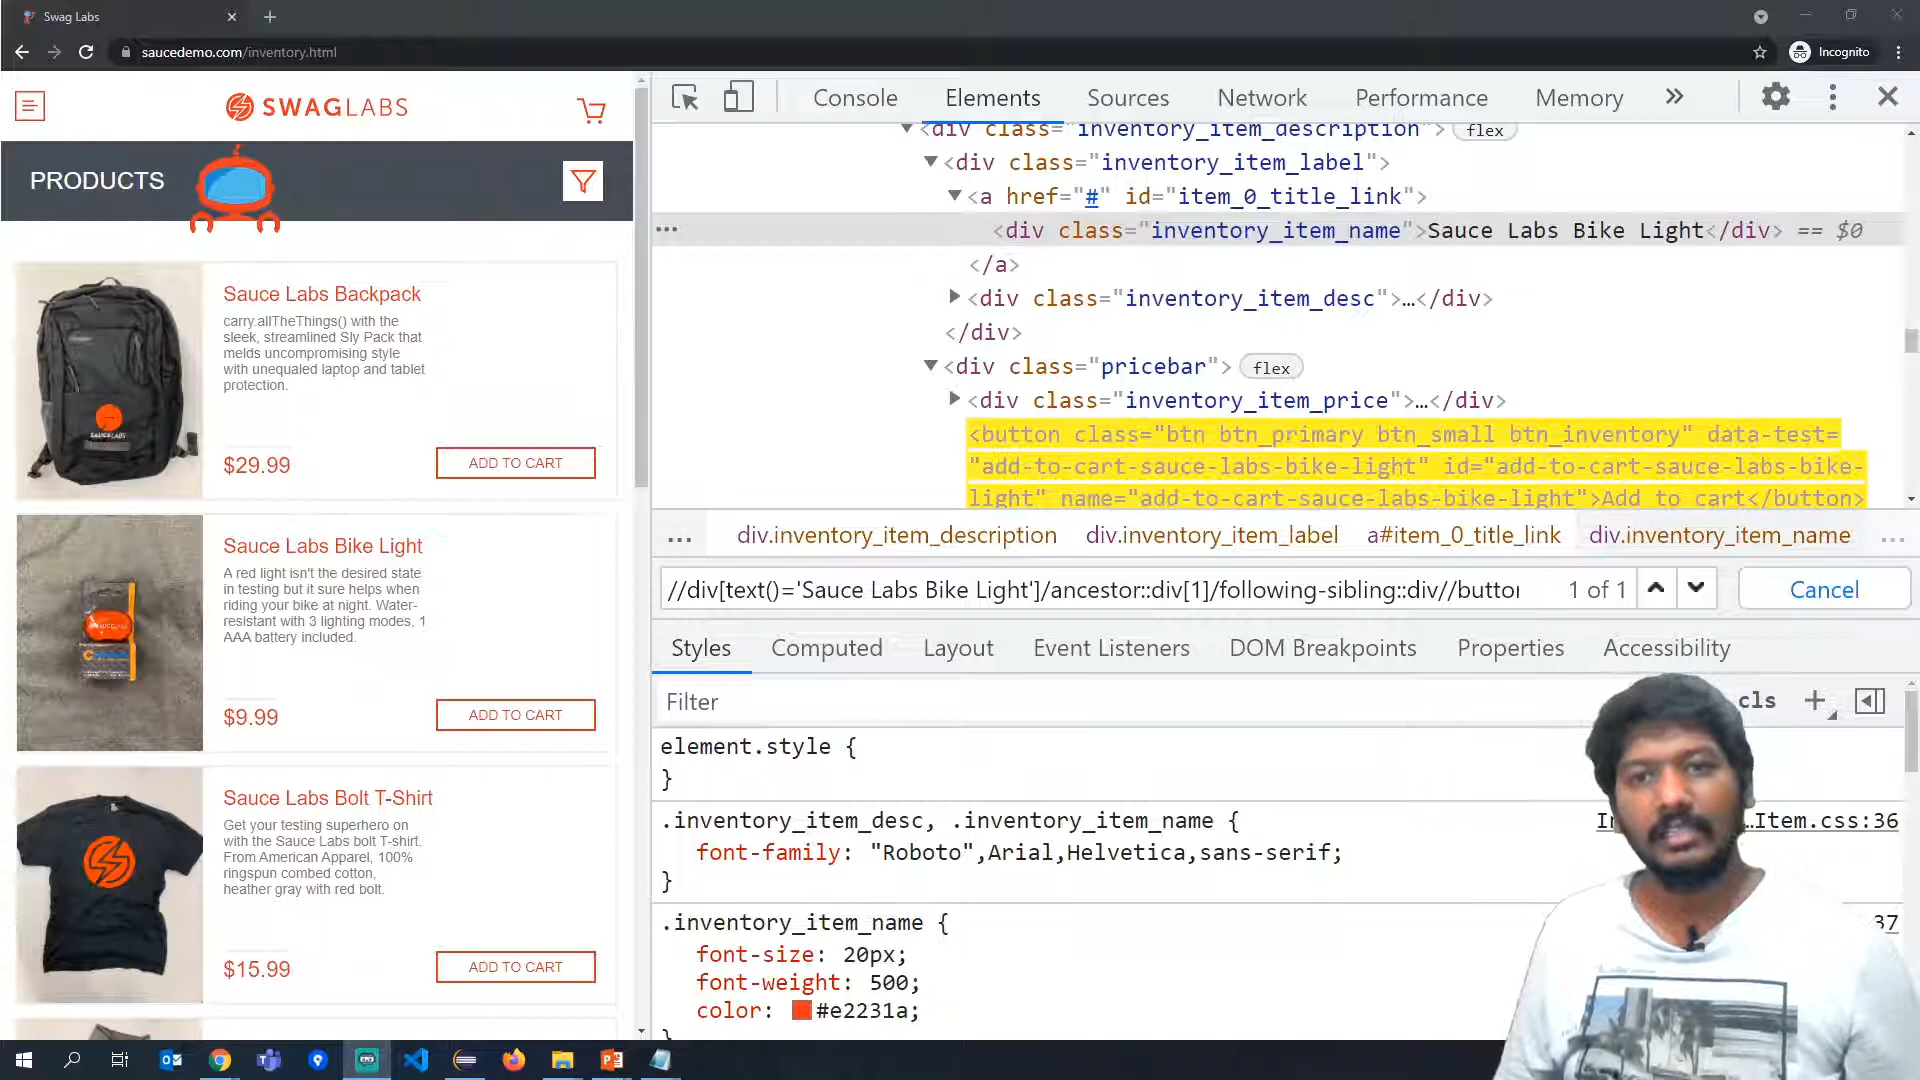 Swag Labs
saucedemo.com/inventory.html
Incognito
SWAGLABS
PRODUCTS
Sauce Labs Backpack
carry.allTheThings() with the
sleek, streamlined Sly Pack that
melds uncompromising style
with unequaled laptop and tablet
protection.
$29.99
ADD TO CART
Sauce Labs Bike Light
A red light isn't the desired state
in testing but it sure helps when
riding your bike at night. Water-
resistant with 3 lighting modes, 1
AAA battery included.
$9.99
ADD TO CART
Sauce Labs Bolt T-Shirt
Get your testing superhero on
with the Sauce Labs bolt T-shirt.
From American Apparel, 100%
ringspun combed cotton,
heather gray with red bolt.
$15.99
ADD TO CART
Console Elements Sources Network Performance Memory
<div class="inventory_item_description"> flex
<div class="inventory_item_label">
<a href="#" id="item_0_title_link">
<div class="inventory_item_name">Sauce Labs Bike Light</div> == $0
</a>
<div class="inventory_item_desc">…</div>
</div>
<div class="pricebar"> flex
<div class="inventory_item_price">…</div>
<button class="btn btn_primary btn_small btn_inventory" data-test=
"add-to-cart-sauce-labs-bike-light" id="add-to-cart-sauce-labs-bike-
light" name="add-to-cart-sauce-labs-bike-light">Add to cart</button>
... div.inventory_item_description div.inventory_item_label a#item_0_title_link div.inventory_item_name ...
//div[text()='Sauce Labs Bike Light']/ancestor::div[1]/following-sibling::div//button 1 of 1 Cancel
Styles Computed Layout Event Listeners DOM Breakpoints Properties Accessibility
Filter cls
element.style {
}
.inventory_item_desc, .inventory_item_name { …Item.css:36
font-family: "Roboto",Arial,Helvetica,sans-serif;
}
.inventory_item_name { 37
font-size: 20px;
font-weight: 500;
color: #e2231a;
}